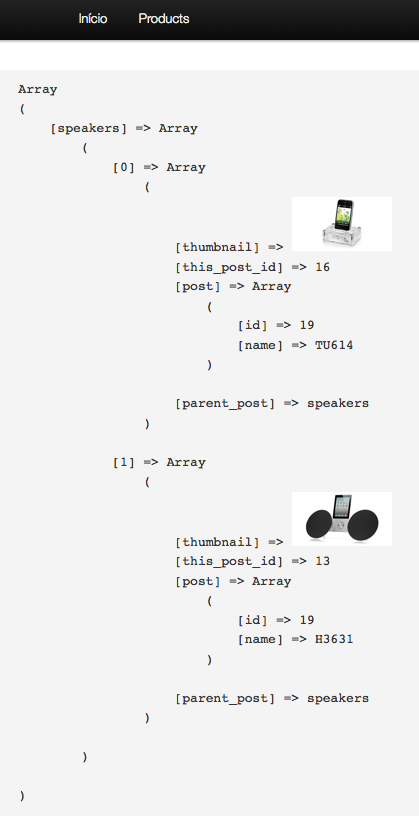 Início Products
Array
(
[speakers] => Array
(
[0] => Array
(
[thumbnail] =>
[this_post_id] => 16
[post] => Array
(
[id] => 19
[name] => TU614
)
[parent_post] => speakers
)
[1] => Array
(
[thumbnail] =>
[this_post_id] => 13
[post] => Array
(
[id] => 19
[name] => H3631
)
[parent_post] => speakers
)
)
)